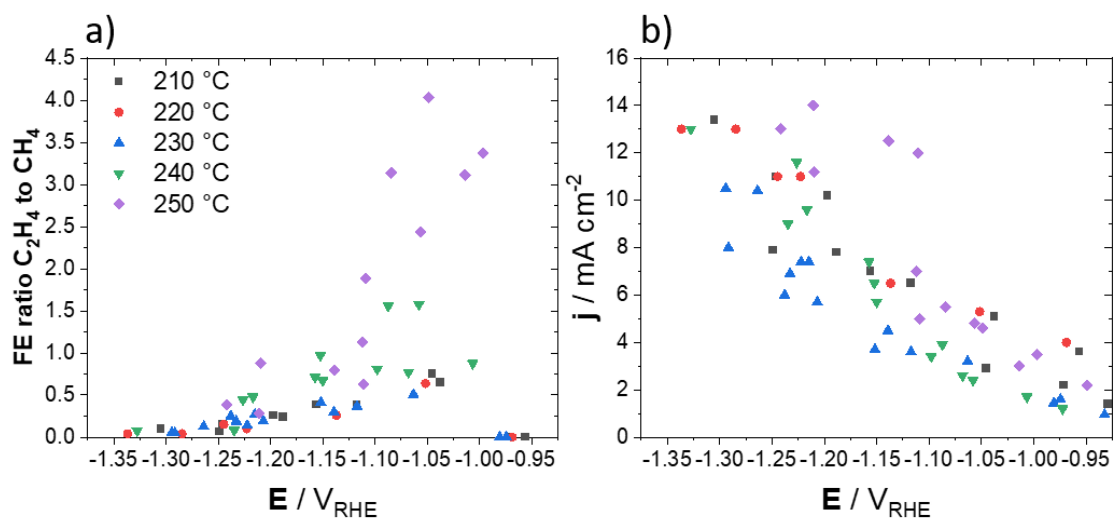 a)
FE ratio C₂H₄ to CH₄
4.5
4.0
3.5
3.0
2.5
2.0
1.5
1.0
0.5
0.0
210 °C
220 °C
230 °C
240 °C
250 °C
-1.35 -1.30 -1.25 -1.20 -1.15 -1.10 -1.05 -1.00 -0.95
E / V_RHE
b)
j / mA cm⁻²
16
14
12
10
8
6
4
2
0
-1.35 -1.30 -1.25 -1.20 -1.15 -1.10 -1.05 -1.00 -0.95
E / V_RHE